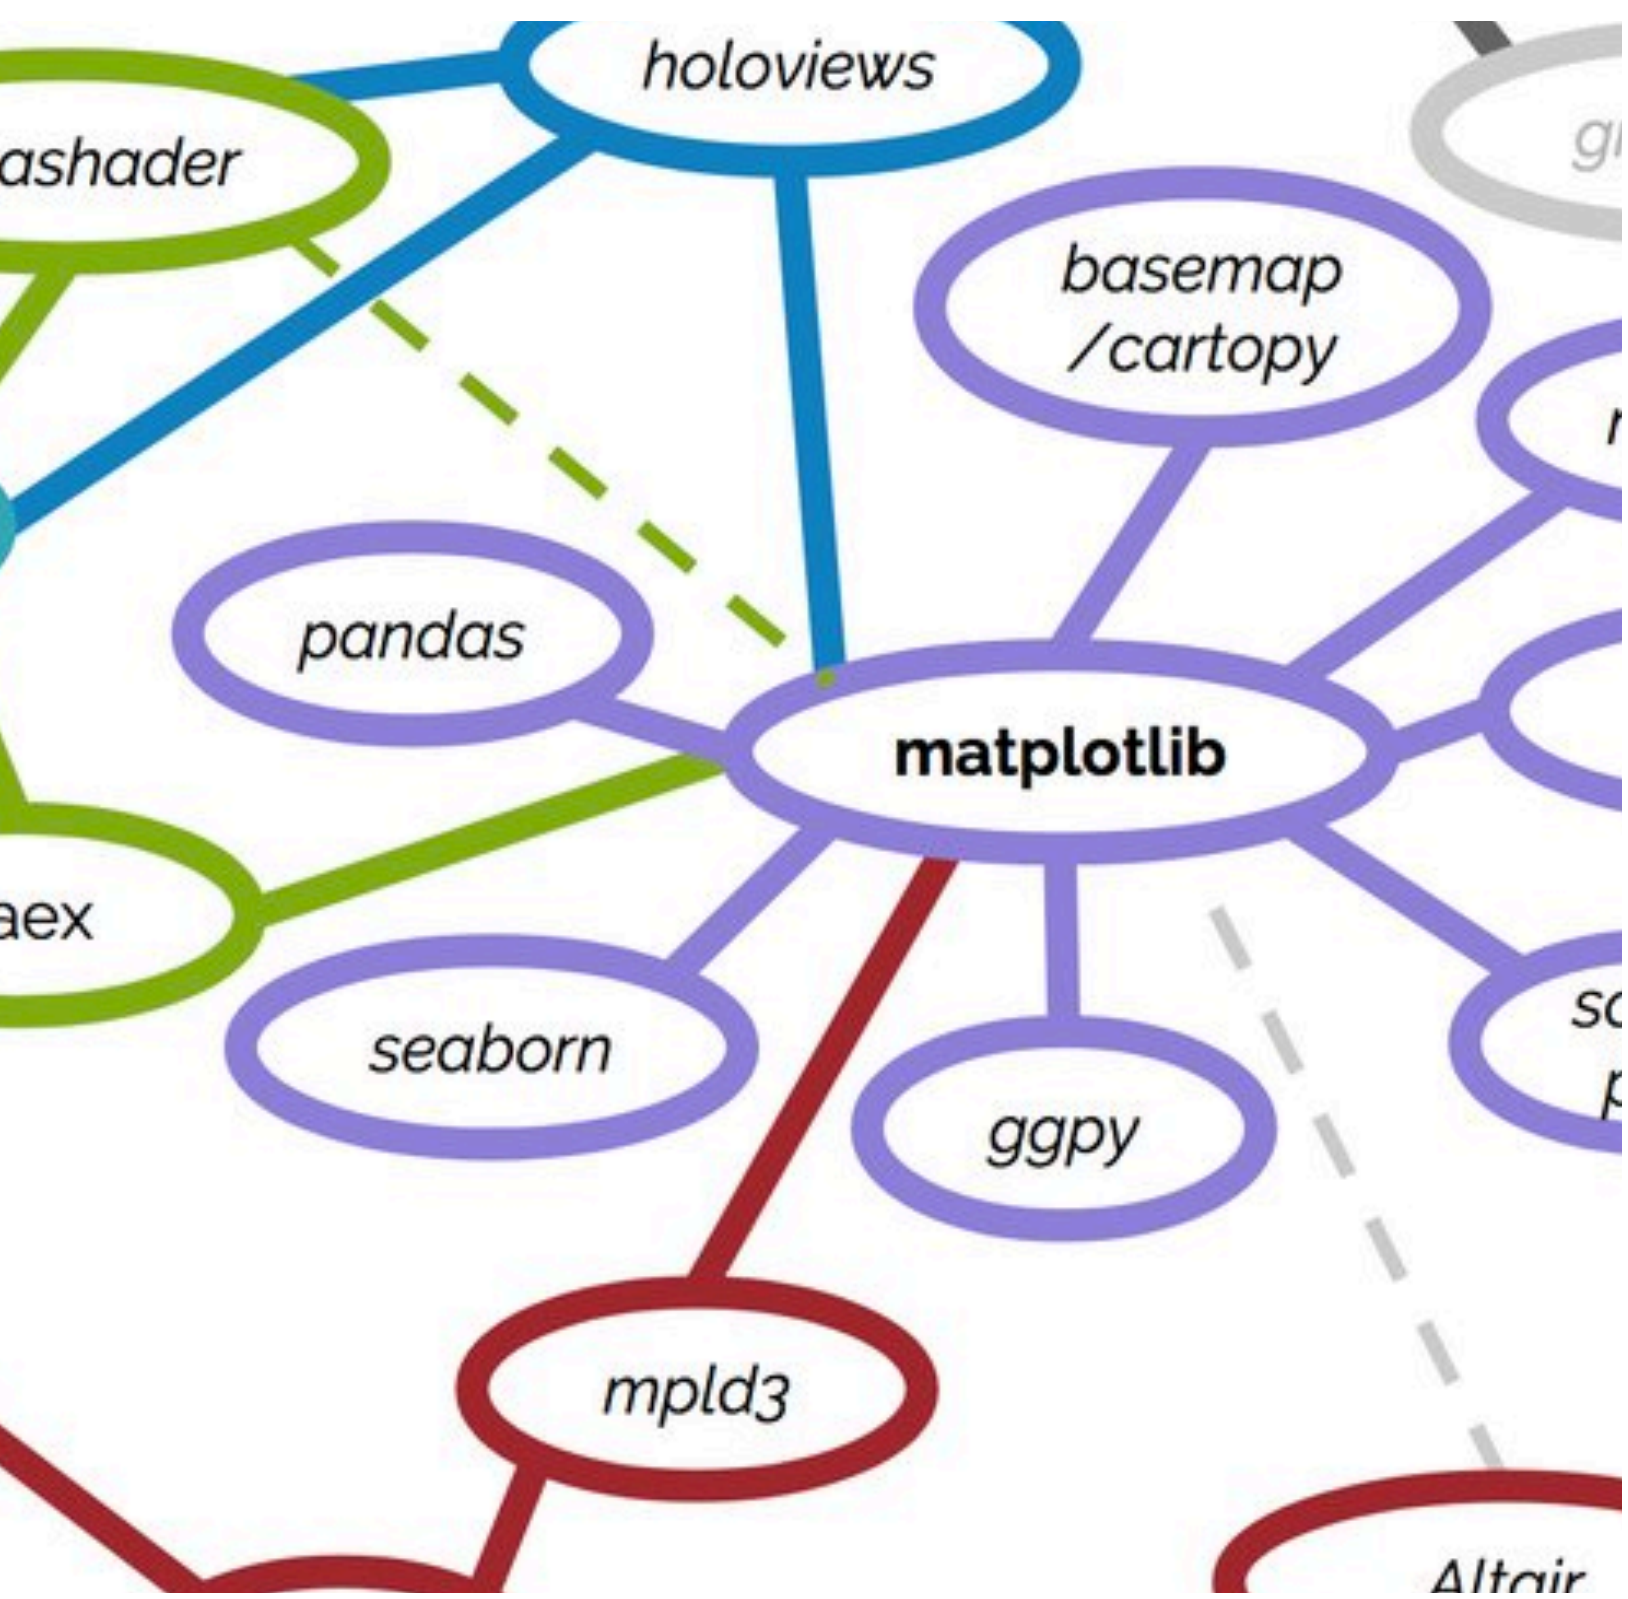 holoviews
ashader
basemap
/cartopy
pandas
matplotlib
aex
seaborn
ggpy
mpld3
Altair